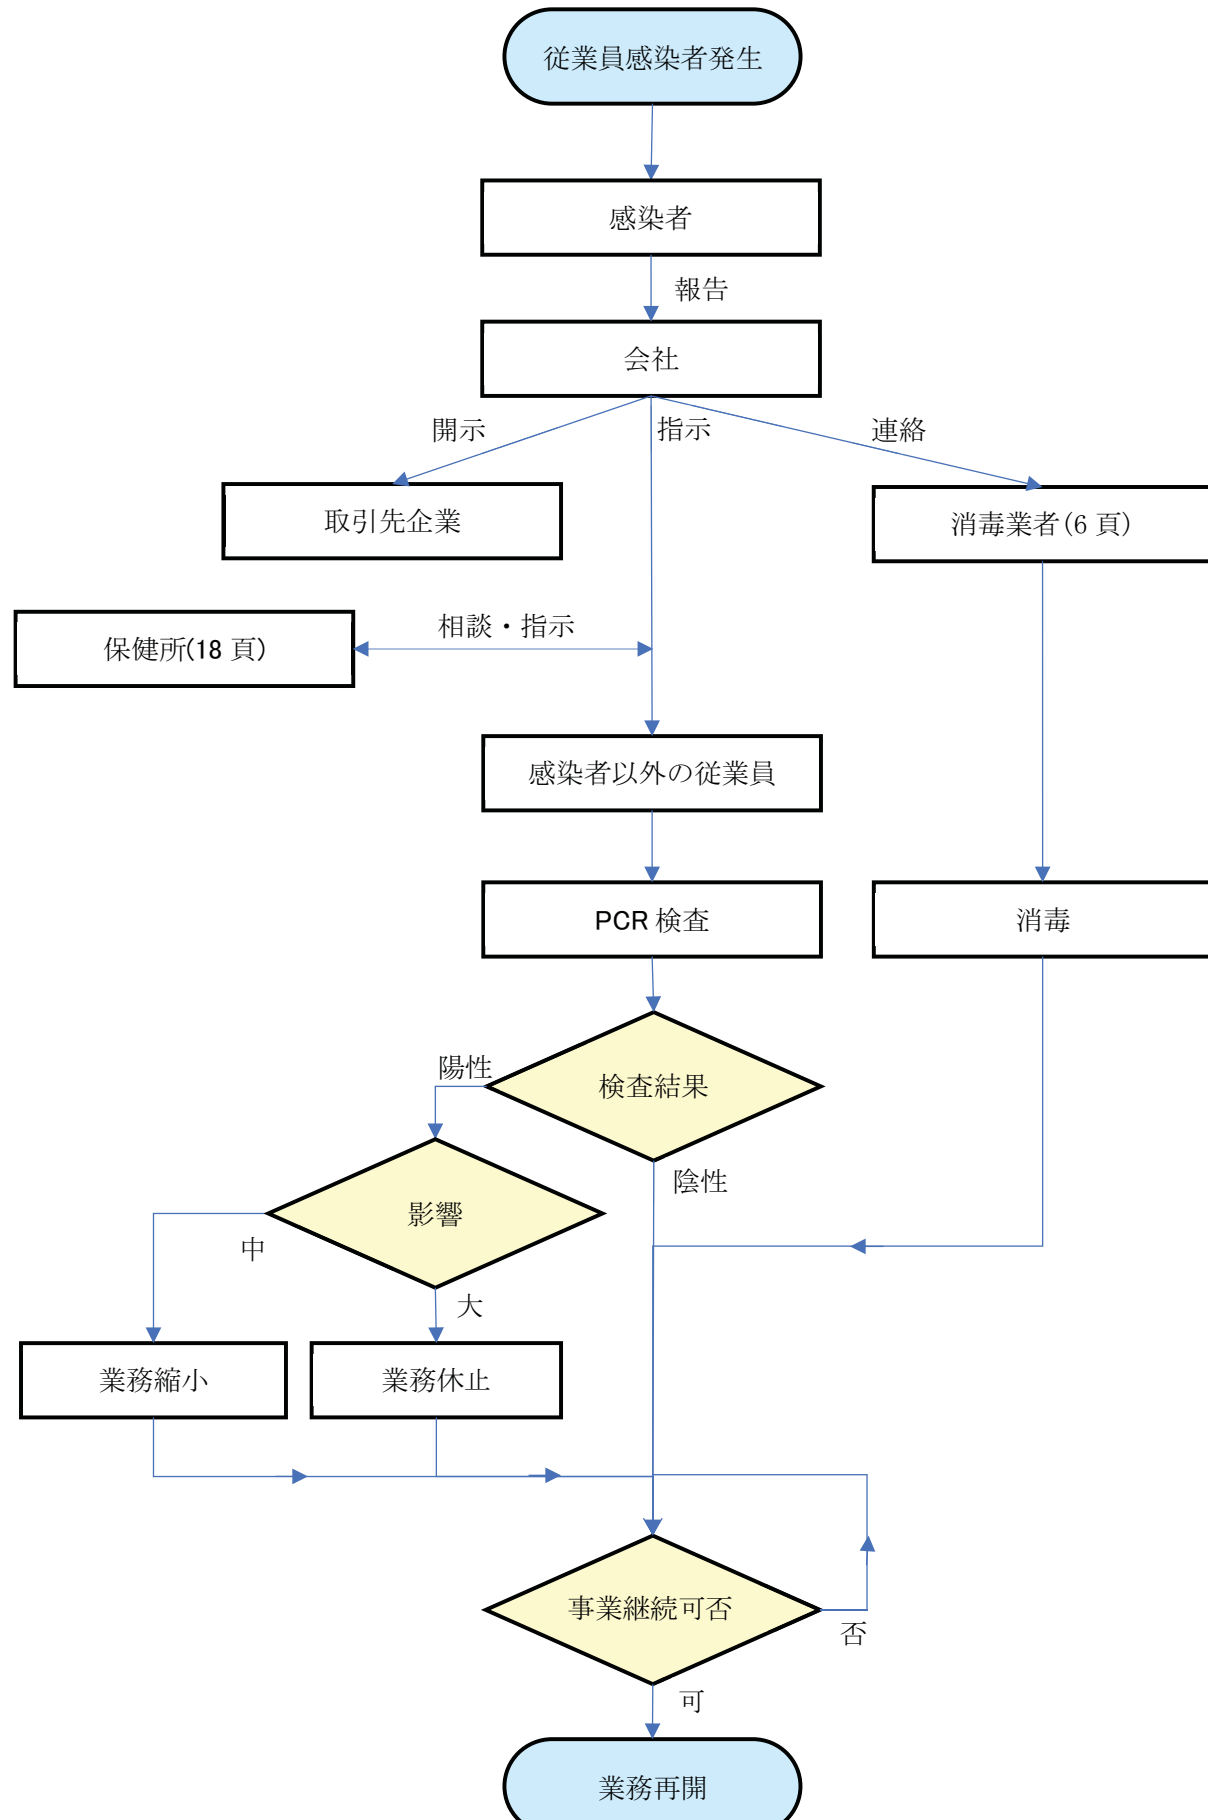 従業員感染者発生
感染者
報告
会社
開示
指示
連絡
取引先企業
消毒業者(6 頁)
相談・指示
保健所(18 頁)
感染者以外の従業員
PCR 検査
消毒
陽性
検査結果
陰性
影響
中
大
業務縮小
業務休止
事業継続可否
否
可
業務再開